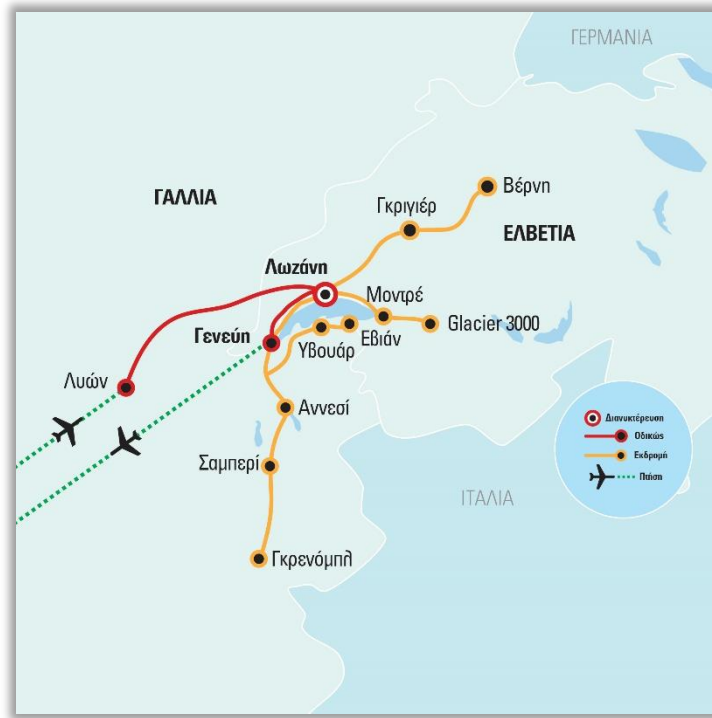 ΓΕΡΜΑΝΙΑ
ΓΑΛΛΙΑ
Βέρνη
Γκριγιέρ
ΕΛΒΕΤΙΑ
Λωζάνη
Μοντρέ
Γενεύη
Υβουάρ
Εβιάν
Glacier 3000
Λυών
Αννεσί
Σαμπερί
ΙΤΑΛΙΑ
Γκρενόμπλ
Διανυκτέρευση
Οδικώς
Εκδρομή
Πτήση